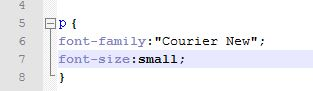 4
5 p {
6 font-family:"Courier New";
7 font-size:small;
8 }